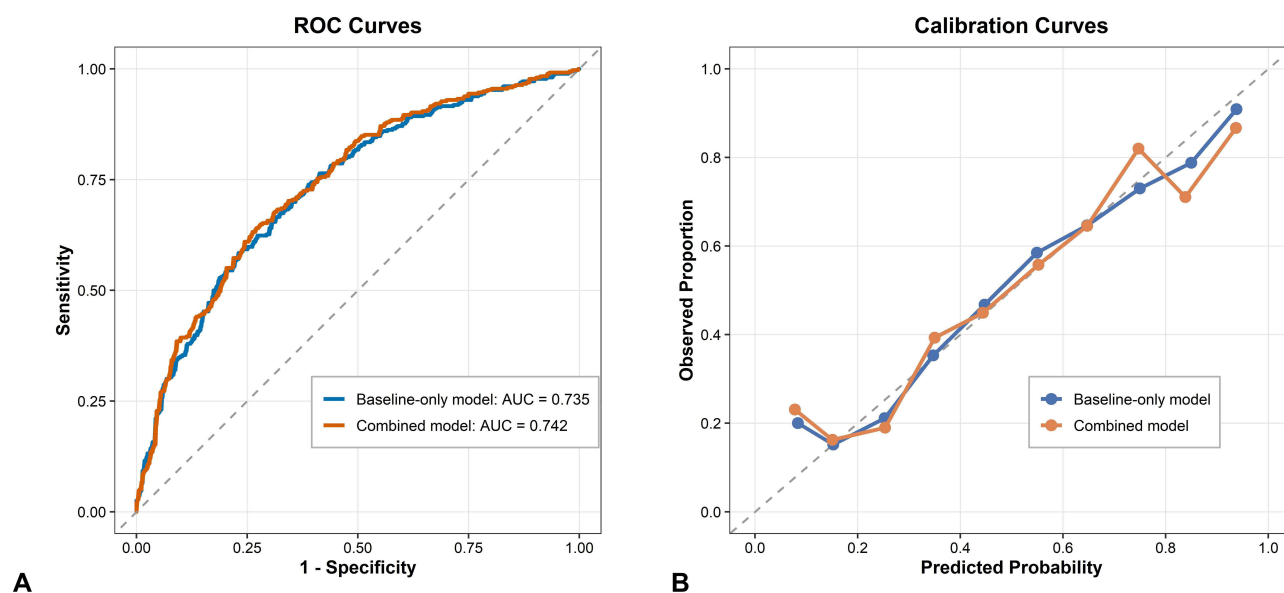 ROC Curves
1.00
0.75
0.50
0.25
0.00
Sensitivity
Baseline-only model: AUC = 0.735
Combined model: AUC = 0.742
0.00 0.25 0.50 0.75 1.00
1 - Specificity
A
Calibration Curves
1.0
0.8
0.6
0.4
0.2
0.0
Observed Proportion
Baseline-only model
Combined model
0.0 0.2 0.4 0.6 0.8 1.0
Predicted Probability
B